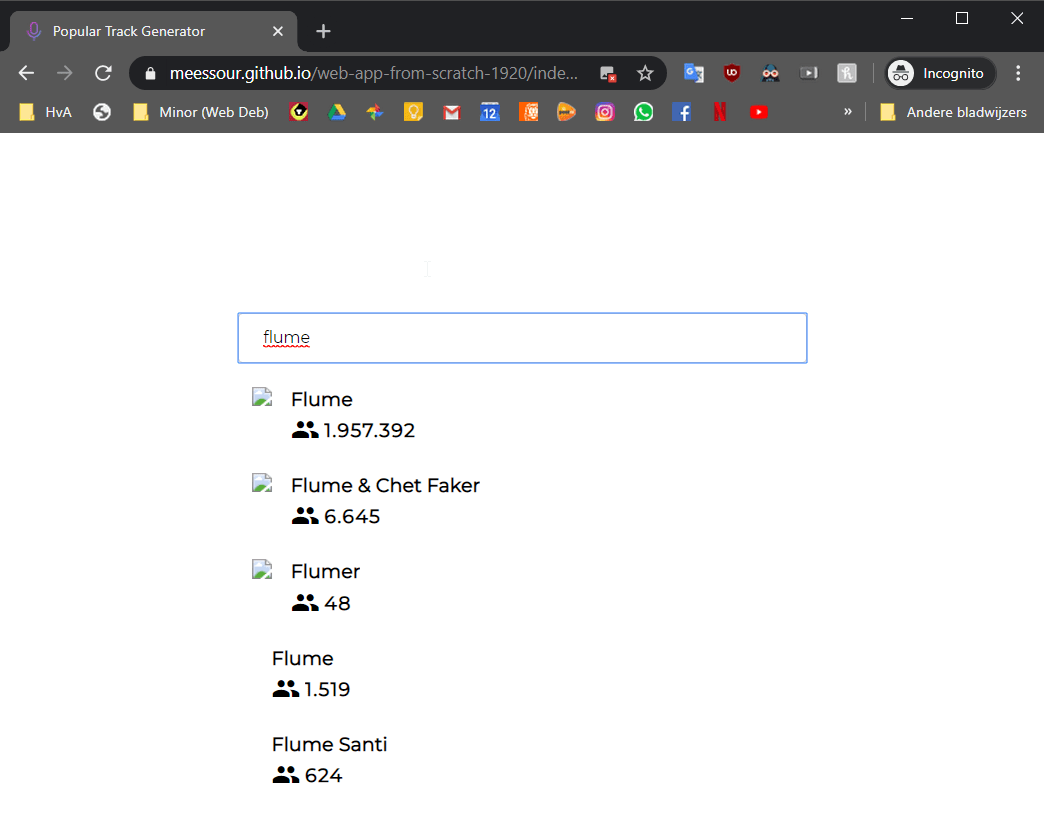 Popular Track Generator
meessour.github.io/web-app-from-scratch-1920/inde...
Incognito
HvA
Minor (Web Deb)
12
»
Andere bladwijzers
flume
Flume
1.957.392
Flume & Chet Faker
6.645
Flumer
48
Flume
1.519
Flume Santi
624